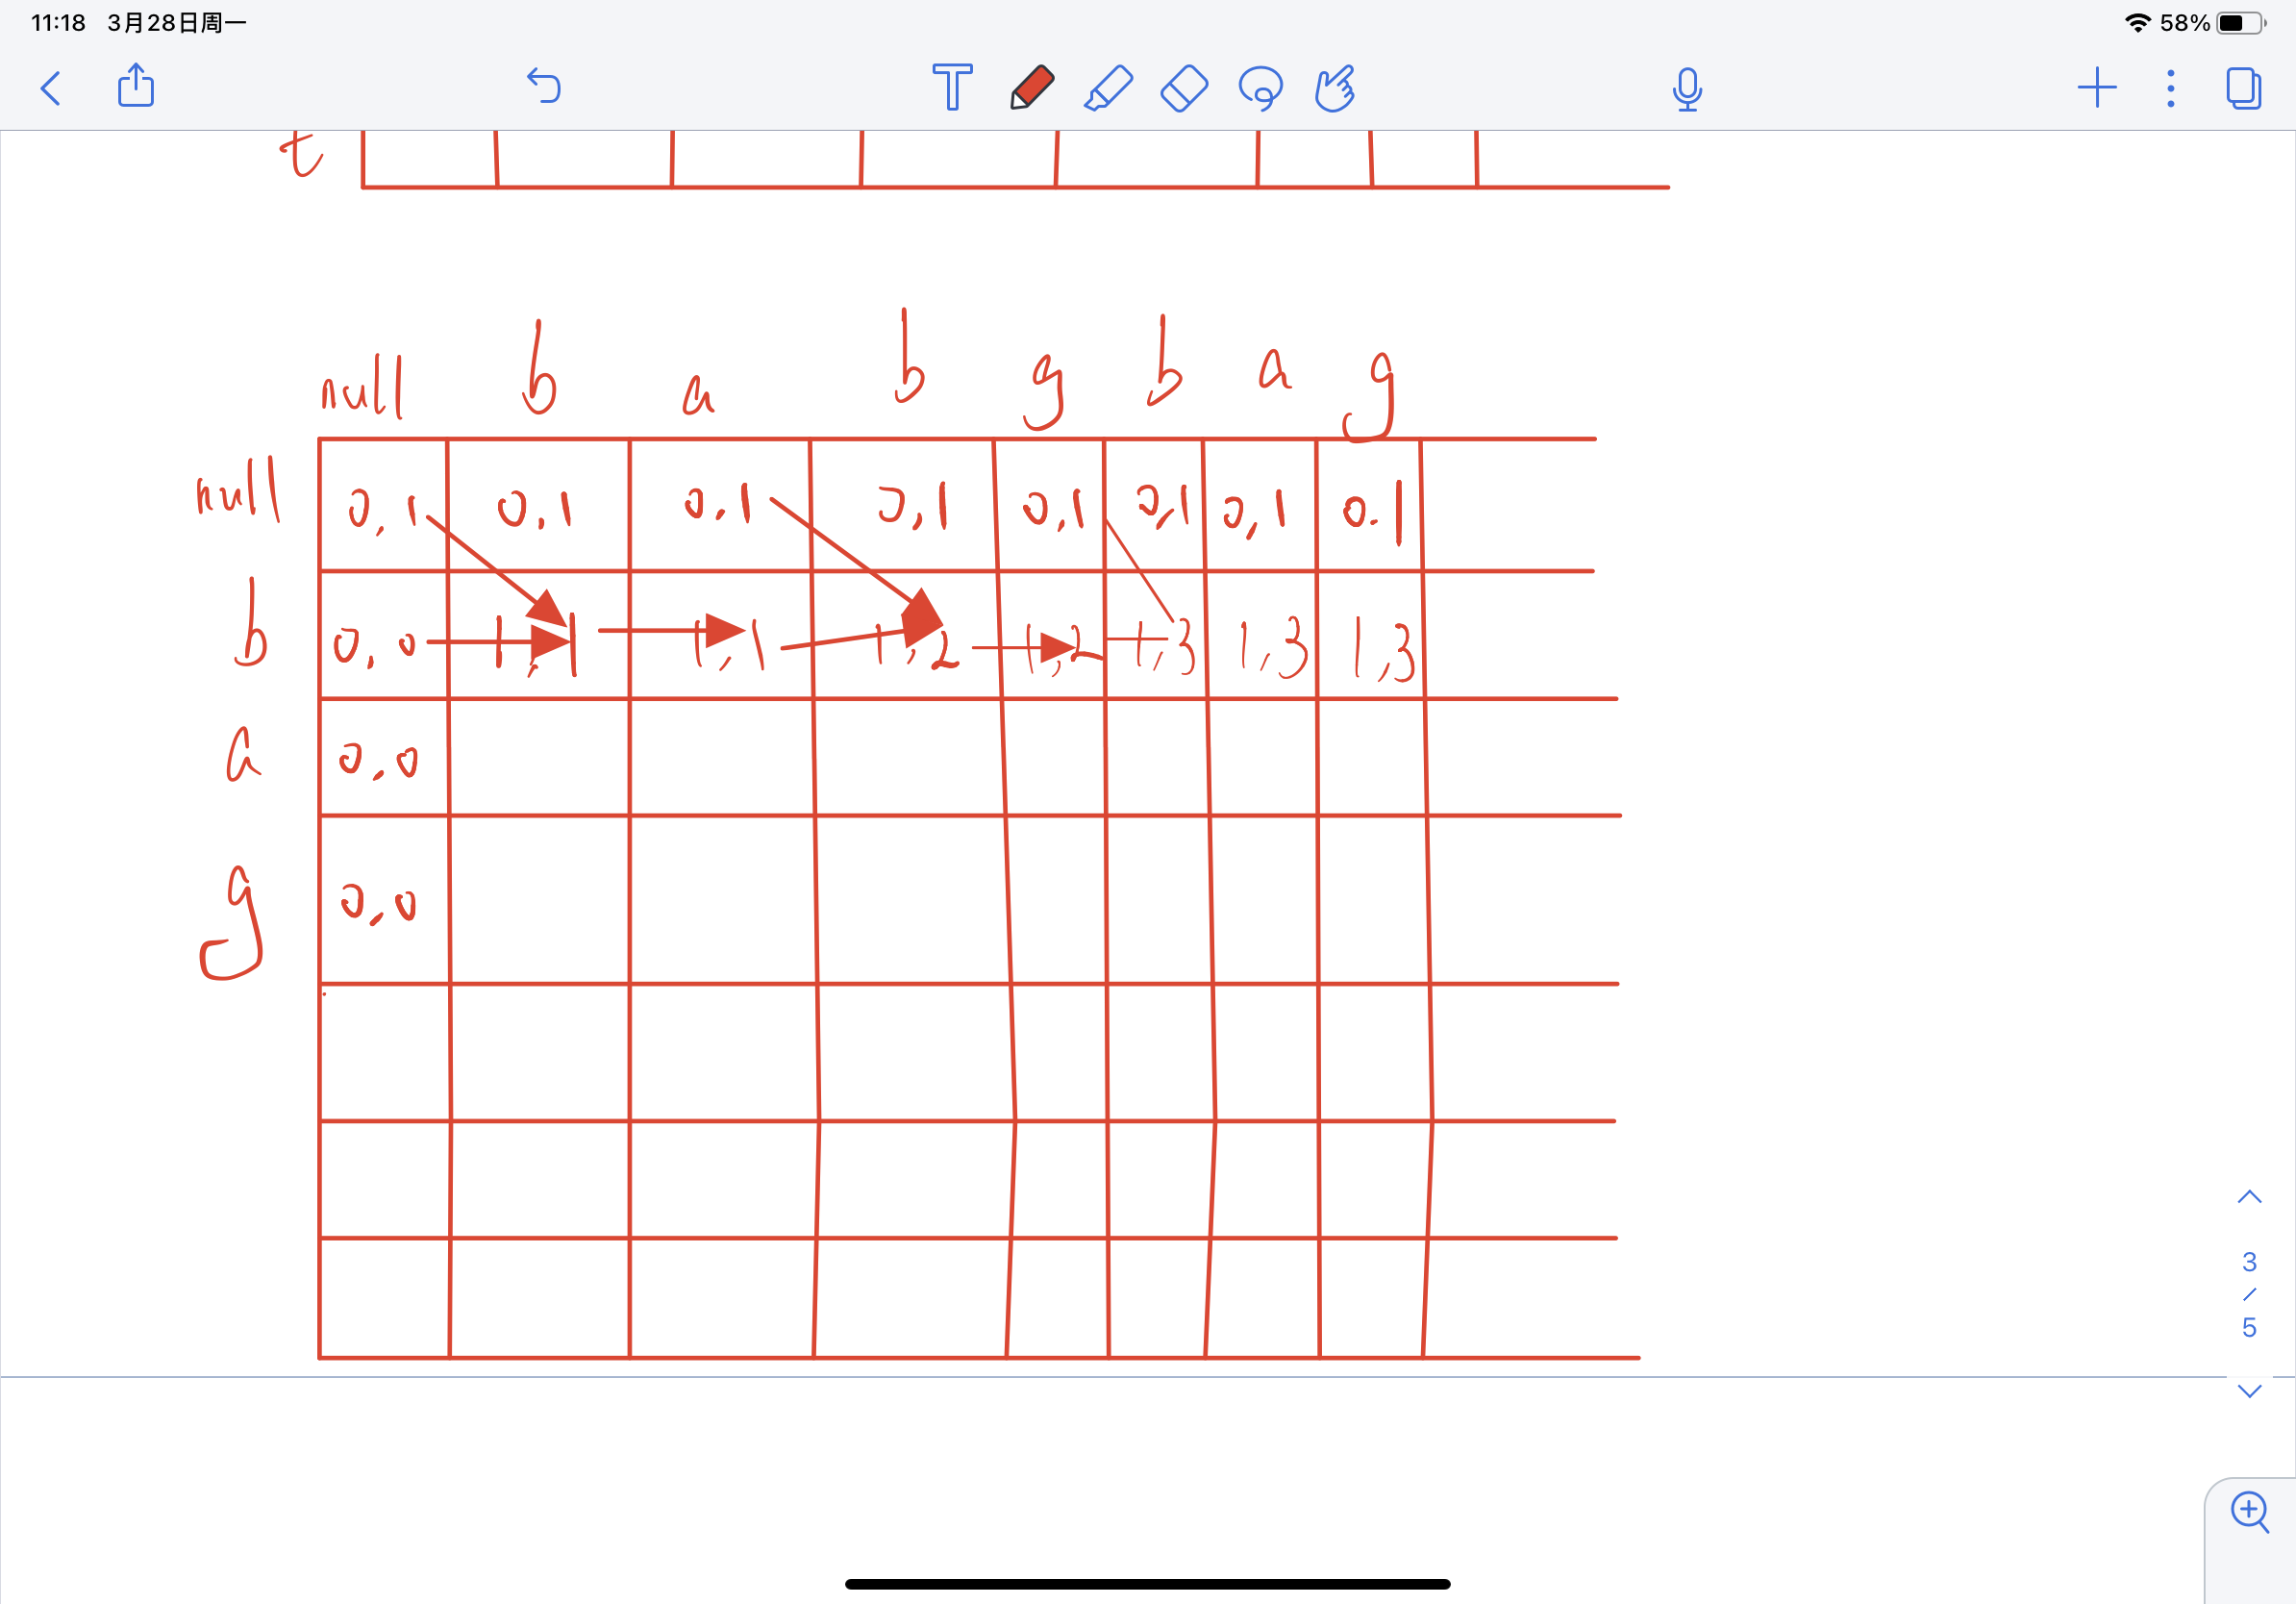 11:18 3月28日周一 58%
t
null b a b g b a g
null 0,1 0,1 0,1 0,1 0,1 0,1 0,1 0.1
b 0,0 1,1 1,1 1,2 1,2 1,3 1,3 1,3
a 0,0
g 0,0
3
/
5